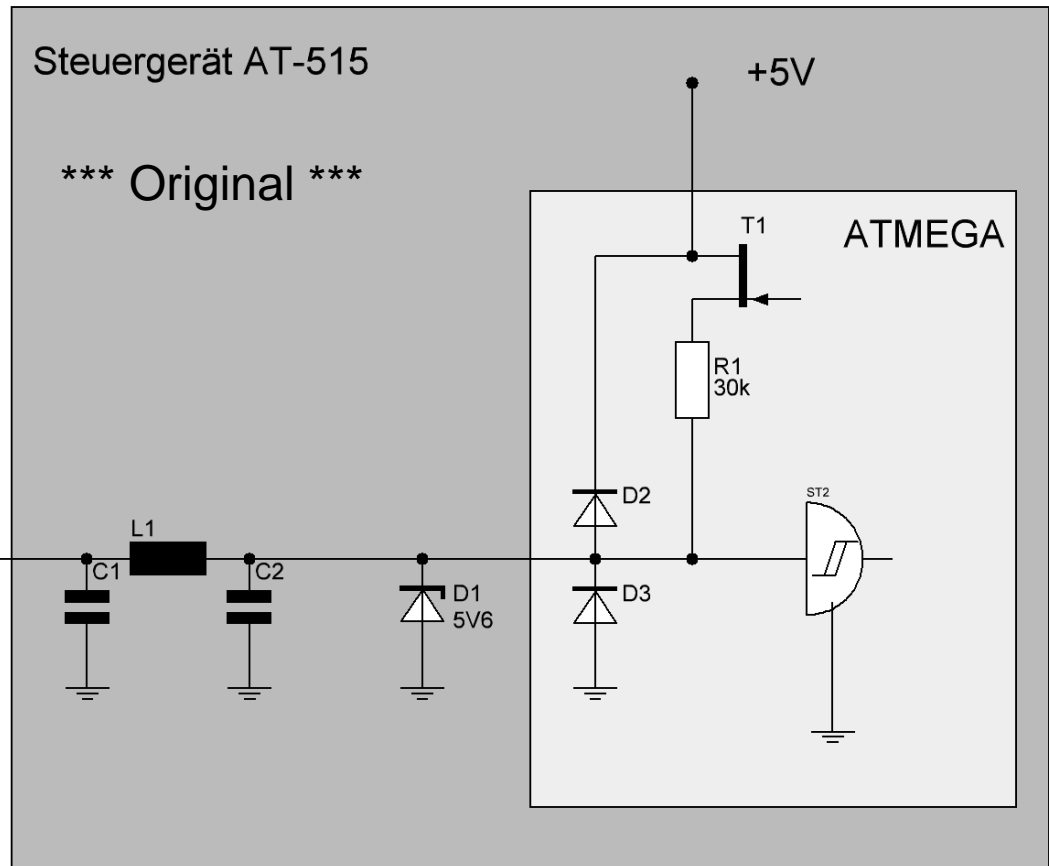 Steuergerät AT-515
+5V
*** Original ***
T1
ATMEGA
R1
30k
D2
ST2
L1
C1
C2
D1
5V6
D3